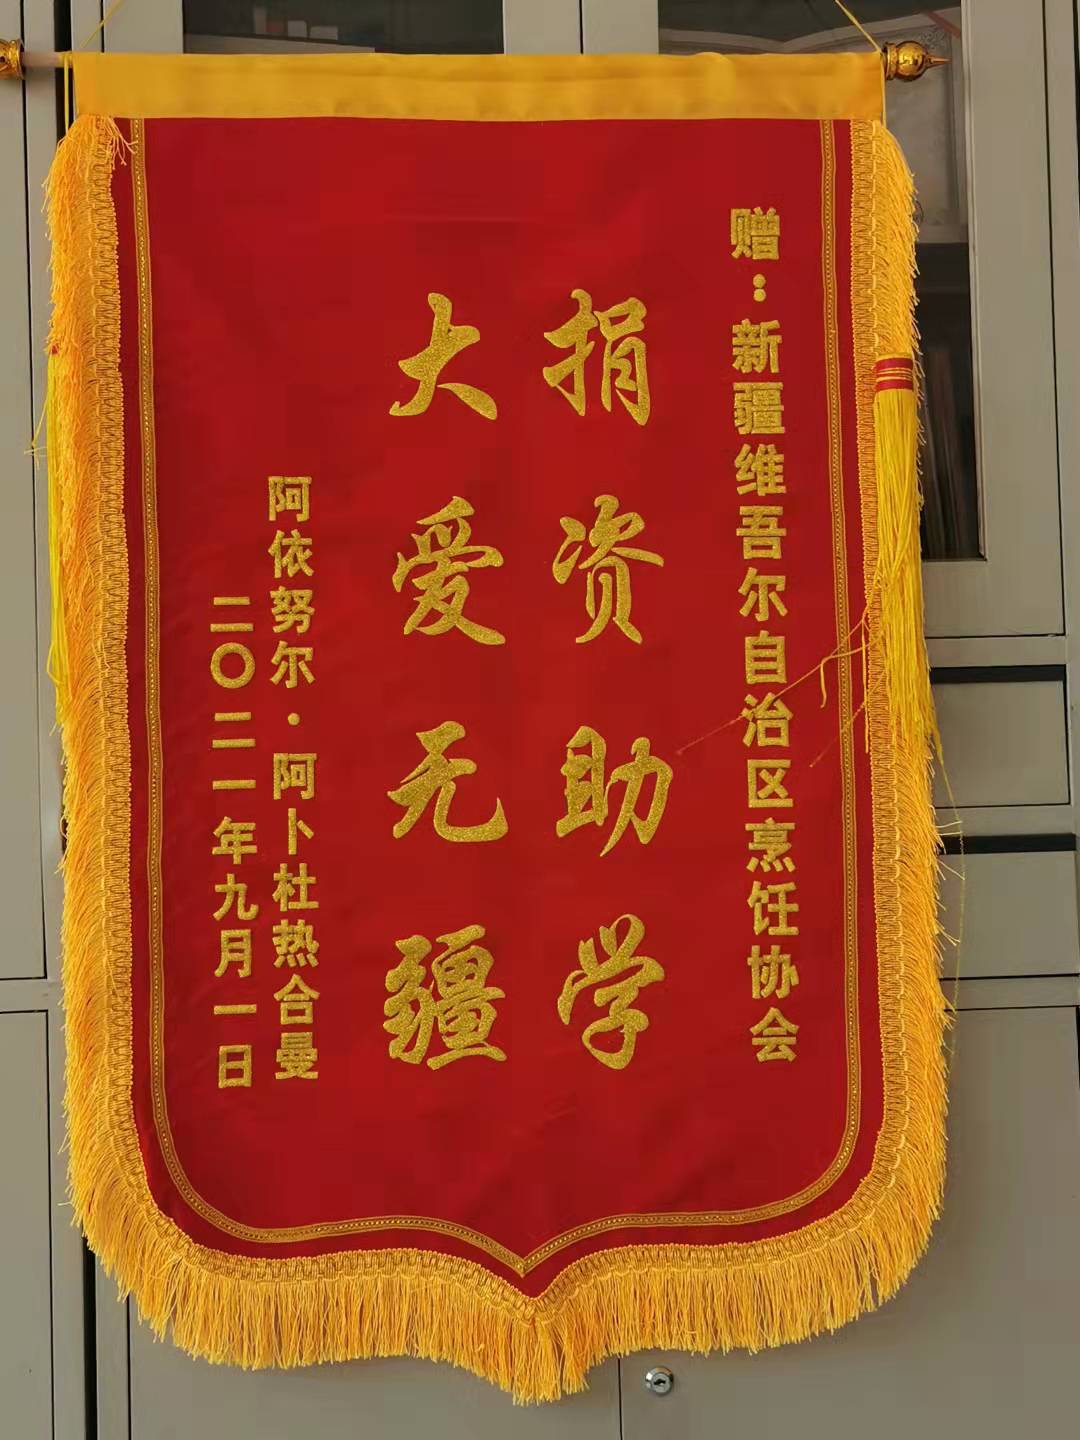 赠：新疆维吾尔自治区烹饪协会
捐资助学
大爱无疆
阿依努尔·阿卜杜热合曼
二〇二一年九月一日